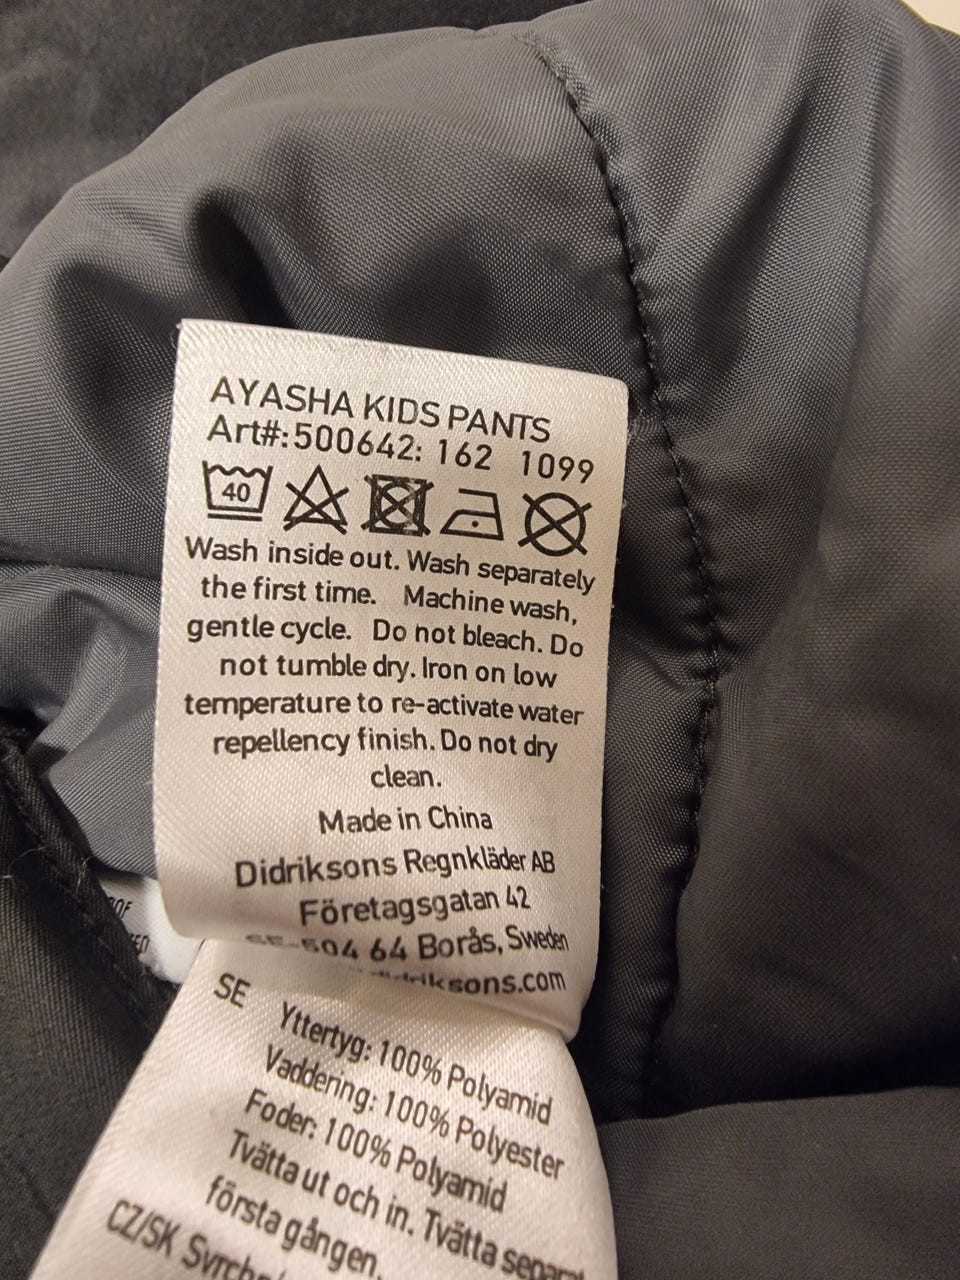 AYASHA KIDS PANTS
Art#:500642: 162 1099
40
Wash inside out. Wash separately
the first time. Machine wash,
gentle cycle. Do not bleach. Do
not tumble dry. Iron on low
temperature to re-activate water
repellency finish. Do not dry
clean.
Made in China
Didriksons Regnkläder AB
Företagsgatan 42
SE-504 64 Borås, Sweden
didriksons.com
SE
Yttertyg: 100% Polyamid
Vaddering: 100% Polyester
Foder: 100% Polyamid
Tvätta ut och in. Tvätta
första gången.
CZ/SK